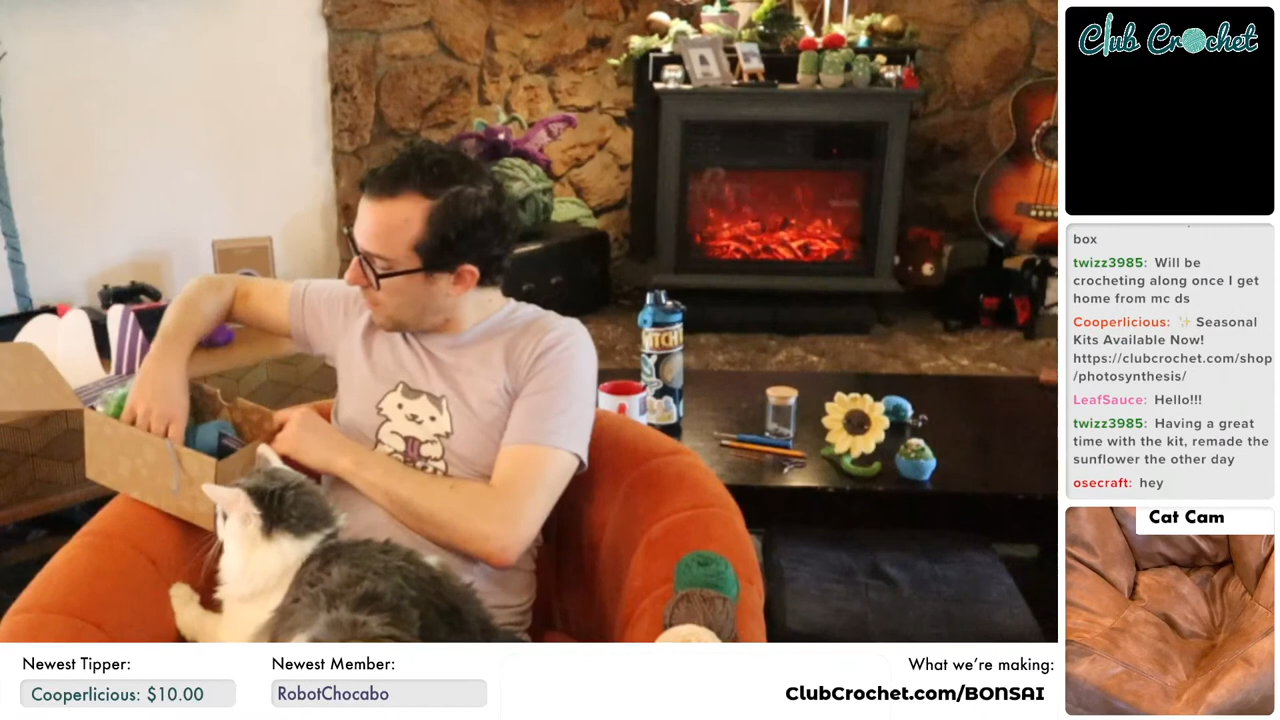 Club Crochet
box
twizz3985: Will be
crocheting along once I get
home from mc ds
Cooperlicious: ✨ Seasonal
Kits Available Now!
https://clubcrochet.com/shop
/photosynthesis/
LeafSauce: Hello!!!
twizz3985: Having a great
time with the kit, remade the
sunflower the other day
osecraft: hey
Cat Cam
Newest Tipper:
Cooperlicious: $10.00
Newest Member:
RobotChocabo
What we're making:
ClubCrochet.com/BONSAI